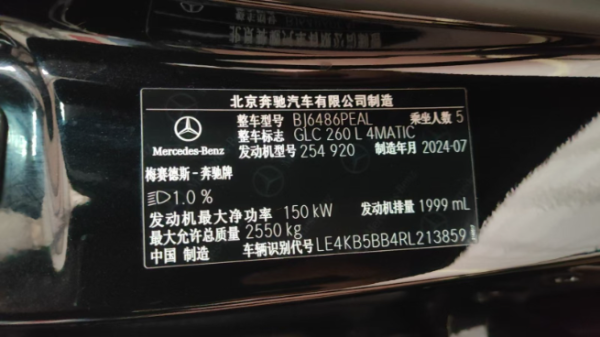 北京奔驰汽车有限公司制造
整车型号 BJ6486PEAL 乘坐人数 5
整车标志 GLC 260 L 4MATIC
发动机型号 254 920 制造年月 2024-07
Mercedes-Benz
梅赛德斯-奔驰牌
1.0 %
发动机最大净功率 150 kW 发动机排量 1999 mL
最大允许总质量 2550 kg
中国 制造 车辆识别代号 LE4KB5BB4RL213859